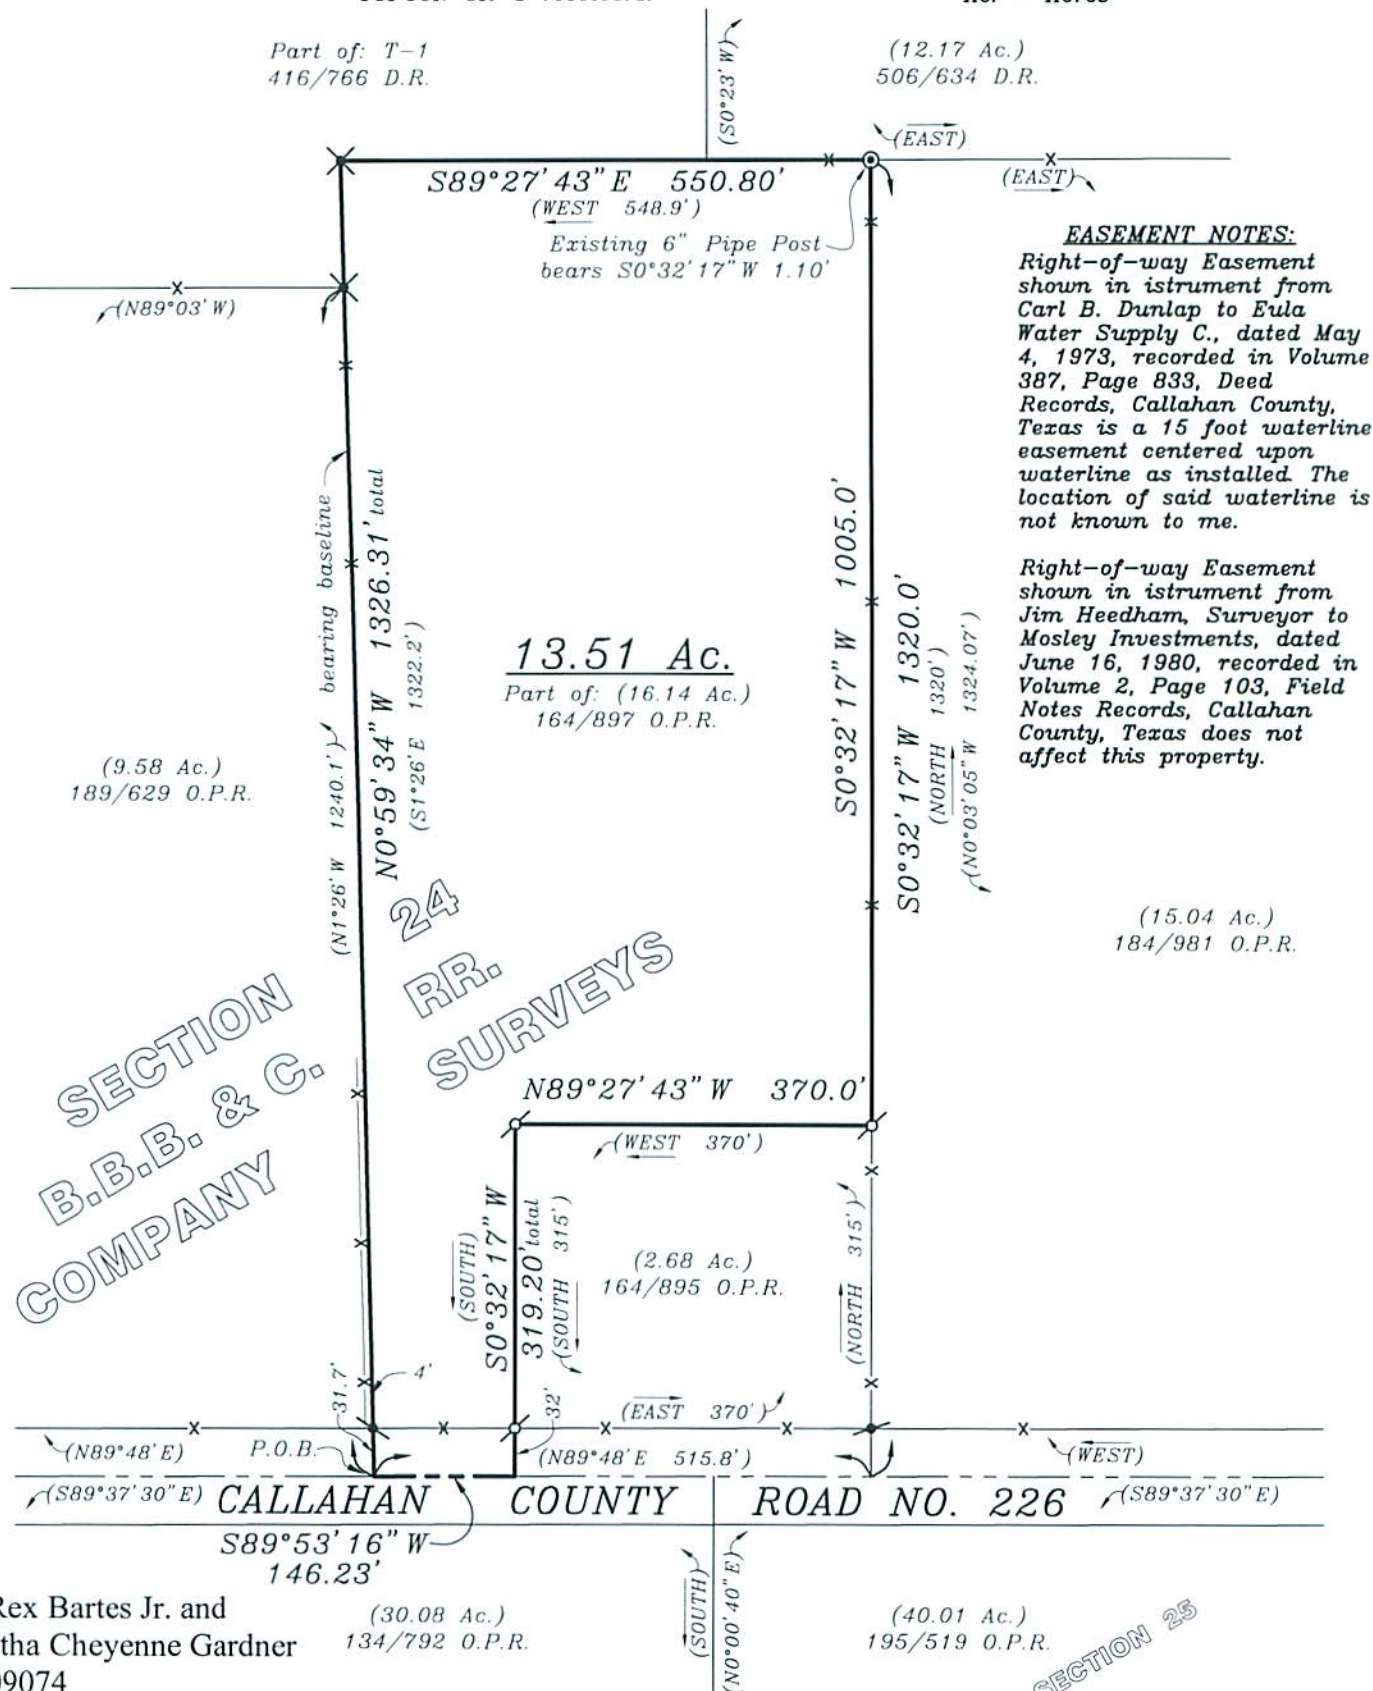 Part of: T-1
416/766 D.R.
(S0°23'W)
(12.17 Ac.)
506/634 D.R.
(EAST)
(EAST)
S89°27'43"E 550.80'
(WEST 548.9')
Existing 6" Pipe Post
bears S0°32'17"W 1.10'
(N89°03'W)
EASEMENT NOTES:
Right-of-way Easement
shown in istrument from
Carl B. Dunlap to Eula
Water Supply C., dated May
4, 1973, recorded in Volume
387, Page 833, Deed
Records, Callahan County,
Texas is a 15 foot waterline
easement centered upon
waterline as installed. The
location of said waterline is
not known to me.
Right-of-way Easement
shown in istrument from
Jim Heedham, Surveyor to
Mosley Investments, dated
June 16, 1980, recorded in
Volume 2, Page 103, Field
Notes Records, Callahan
County, Texas does not
affect this property.
bearing baseline
(N1°26'W 1240.1')
N0°59'34"W 1326.31' total
(S1°26'E 1322.2')
13.51 Ac.
Part of: (16.14 Ac.)
164/897 O.P.R.
S0°32'17"W 1005.0'
S0°32'17"W 1320.0'
(NORTH 1320')
(N0°03'05"W 1324.07')
(9.58 Ac.)
189/629 O.P.R.
(15.04 Ac.)
184/981 O.P.R.
SECTION 24
B.B.B. & C. RR.
COMPANY SURVEYS
N89°27'43"W 370.0'
(WEST 370')
(SOUTH)
S0°32'17"W
319.20' total
(SOUTH 315')
(2.68 Ac.)
164/895 O.P.R.
(NORTH 315')
31.7'
4'
32'
(EAST 370')
(N89°48'E)
P.O.B.
(N89°48'E 515.8')
(WEST)
(S89°37'30"E)
CALLAHAN COUNTY ROAD NO. 226
(S89°37'30"E)
S89°53'16"W
146.23'
(SOUTH)
(N0°00'40"E)
Rex Bartes Jr. and
tha Cheyenne Gardner
09074
(30.08 Ac.)
134/792 O.P.R.
(40.01 Ac.)
195/519 O.P.R.
SECTION 25